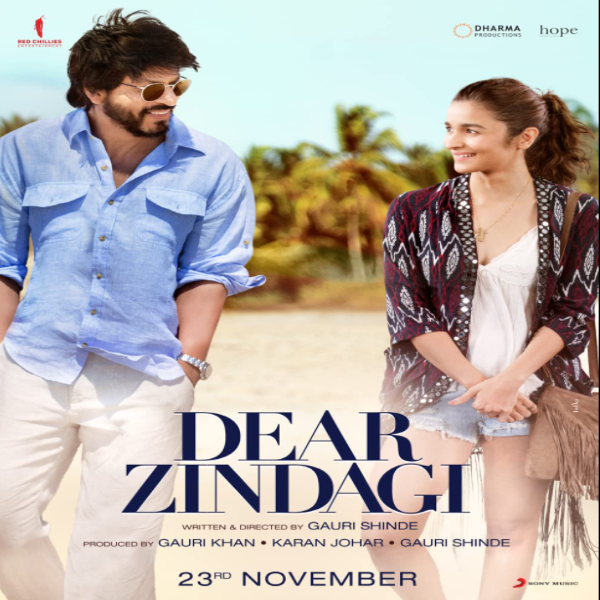 RED CHILLIES
ENTERTAINMENT
DHARMA
PRODUCTIONS
hope
DEAR
ZINDAGI
WRITTEN & DIRECTED BY GAURI SHINDE
PRODUCED BY GAURI KHAN • KARAN JOHAR • GAURI SHINDE
23RD NOVEMBER
SONY MUSIC